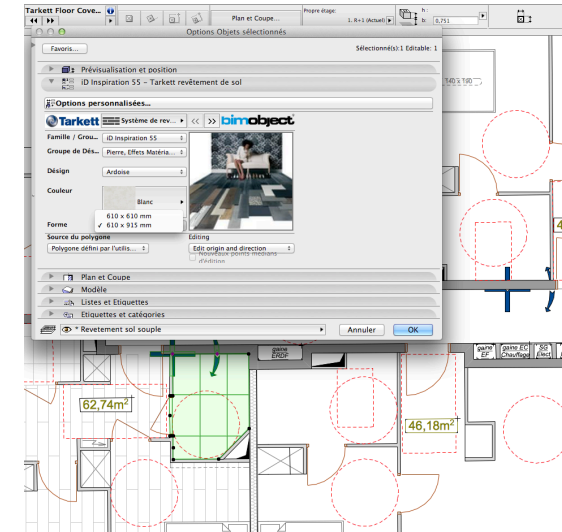 Tarkett Floor Cove...
Plan et Coupe...
Propre étage:
1. R+1 (Actuel)
h:
b: 0,751
Options Objets sélectionnés
Favoris...
Sélectionné(s):1 Editable: 1
Prévisualisation et position
iD Inspiration 55 - Tarkett revêtement de sol
Options personnalisées...
Tarkett Système de rev... << >> bimobject
Famille / Grou... iD Inspiration 55
Groupe de Dés... Pierre, Effets Matéria...
Désign Ardoise
Couleur Blanc
610 x 610 mm
Forme ✓ 610 x 915 mm
Source du polygone Editing
Polygone défini par l'utilis... Edit origin and direction
Nouveaux points médians
d'édition
Plan et Coupe
Modèle
Listes et Etiquettes
Etiquettes et catégories
* Revetement sol souple Annuler OK
gaine
ERDF
gaine
EF
gaine EC
Chauffage
SG
Elect
62,74m²
46,18m²